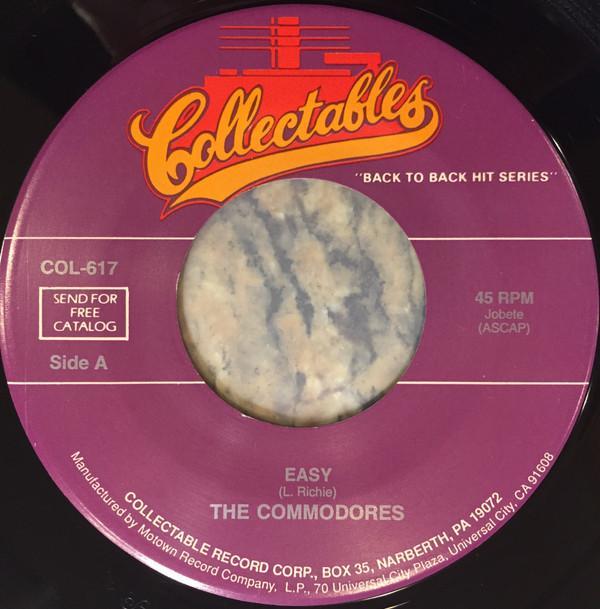 Collectables
"BACK TO BACK HIT SERIES"
COL-617
SEND FOR
FREE
CATALOG
Side A
45 RPM
Jobete
(ASCAP)
EASY
(L. Richie)
THE COMMODORES
COLLECTABLE RECORD CORP., BOX 35, NARBERTH, PA 19072
Manufactured by Motown Record Company, L.P., 70 Universal City Plaza, Universal City, CA 91608